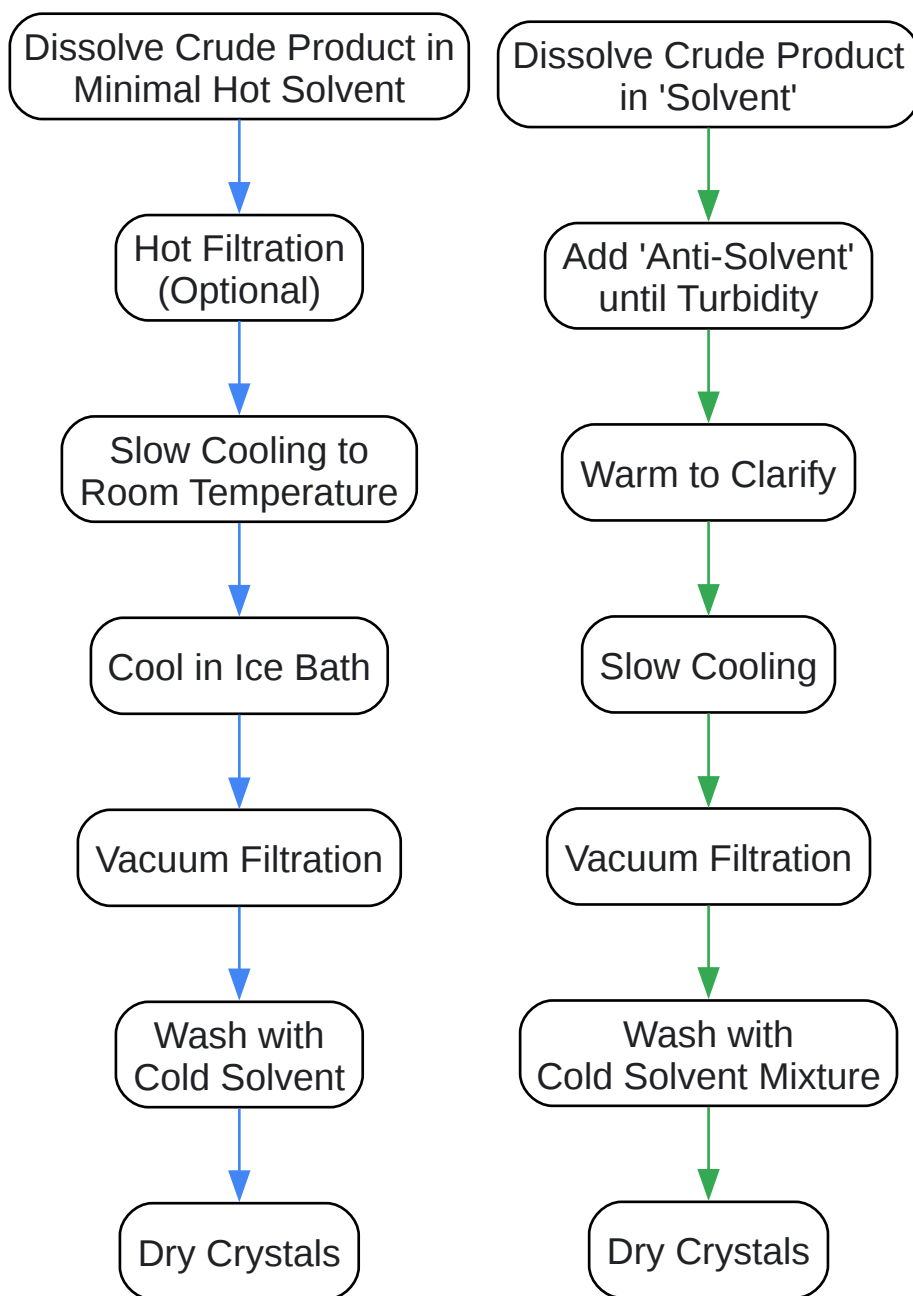 Dissolve Crude Product in
Minimal Hot Solvent
Hot Filtration
(Optional)
Slow Cooling to
Room Temperature
Cool in Ice Bath
Vacuum Filtration
Wash with
Cold Solvent
Dry Crystals
Dissolve Crude Product
in 'Solvent'
Add 'Anti-Solvent'
until Turbidity
Warm to Clarify
Slow Cooling
Vacuum Filtration
Wash with
Cold Solvent Mixture
Dry Crystals